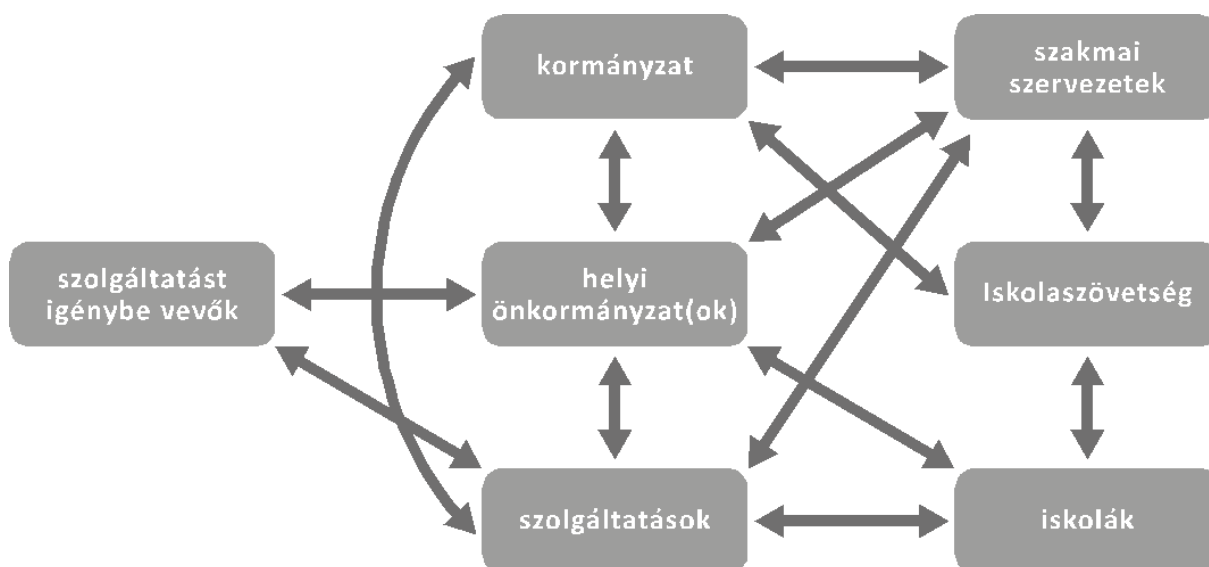 kormányzat
szakmai
szervezetek
szolgáltatást
igénybe vevők
helyi
önkormányzat(ok)
Iskolaszövetség
szolgáltatások
iskolák